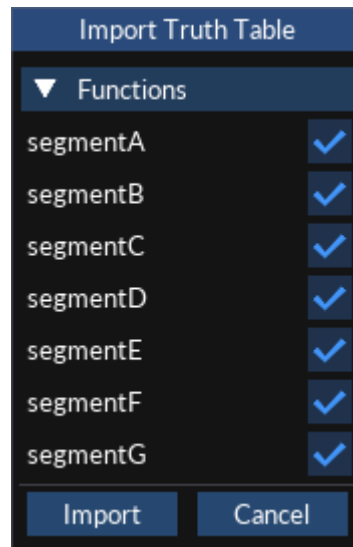 Import Truth Table
Functions
segmentA
segmentB
segmentC
segmentD
segmentE
segmentF
segmentG
Import Cancel